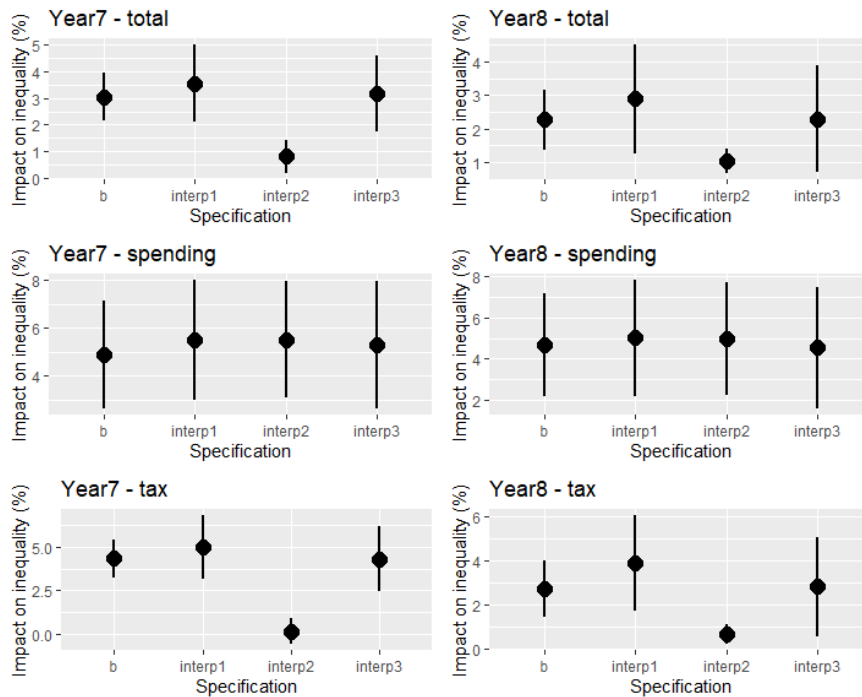 Year7 - total
Impact on inequality (%)
5
4
3
2
1
0
b interp1 interp2 interp3
Specification
Year8 - total
Impact on inequality (%)
4
3
2
1
b interp1 interp2 interp3
Specification
Year7 - spending
Impact on inequality (%)
8
6
4
b interp1 interp2 interp3
Specification
Year8 - spending
Impact on inequality (%)
8
6
4
2
b interp1 interp2 interp3
Specification
Year7 - tax
Impact on inequality (%)
5.0
2.5
0.0
b interp1 interp2 interp3
Specification
Year8 - tax
Impact on inequality (%)
6
4
2
0
b interp1 interp2 interp3
Specification